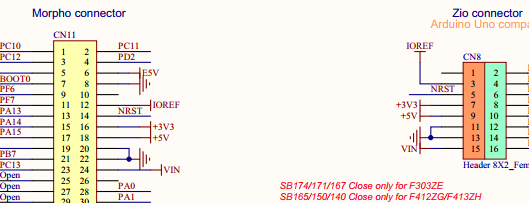 Morpho connector
Zio connector
Arduino Uno compa
CN11
PC10 1 2 PC11
PC12 3 4 PD2
5 6 E5V
BOOT0 7 8
PF6 9 10
PF7 11 12 IOREF
PA13 13 14 NRST
PA14 15 16 +3V3
PA15 17 18 +5V
19 20
PB7 21 22
PC13 23 24 VIN
Open 25 26
Open 27 28 PA0
Open 29 30 PA1
IOREF
CN8
1 2
3 4
NRST 5 6
+3V3 7 8
+5V 9 10
11 12
13 14
VIN 15 16
Header 8X2_Fem
SB174/171/167 Close only for F303ZE
SB165/150/140 Close only for F412ZG/F413ZH